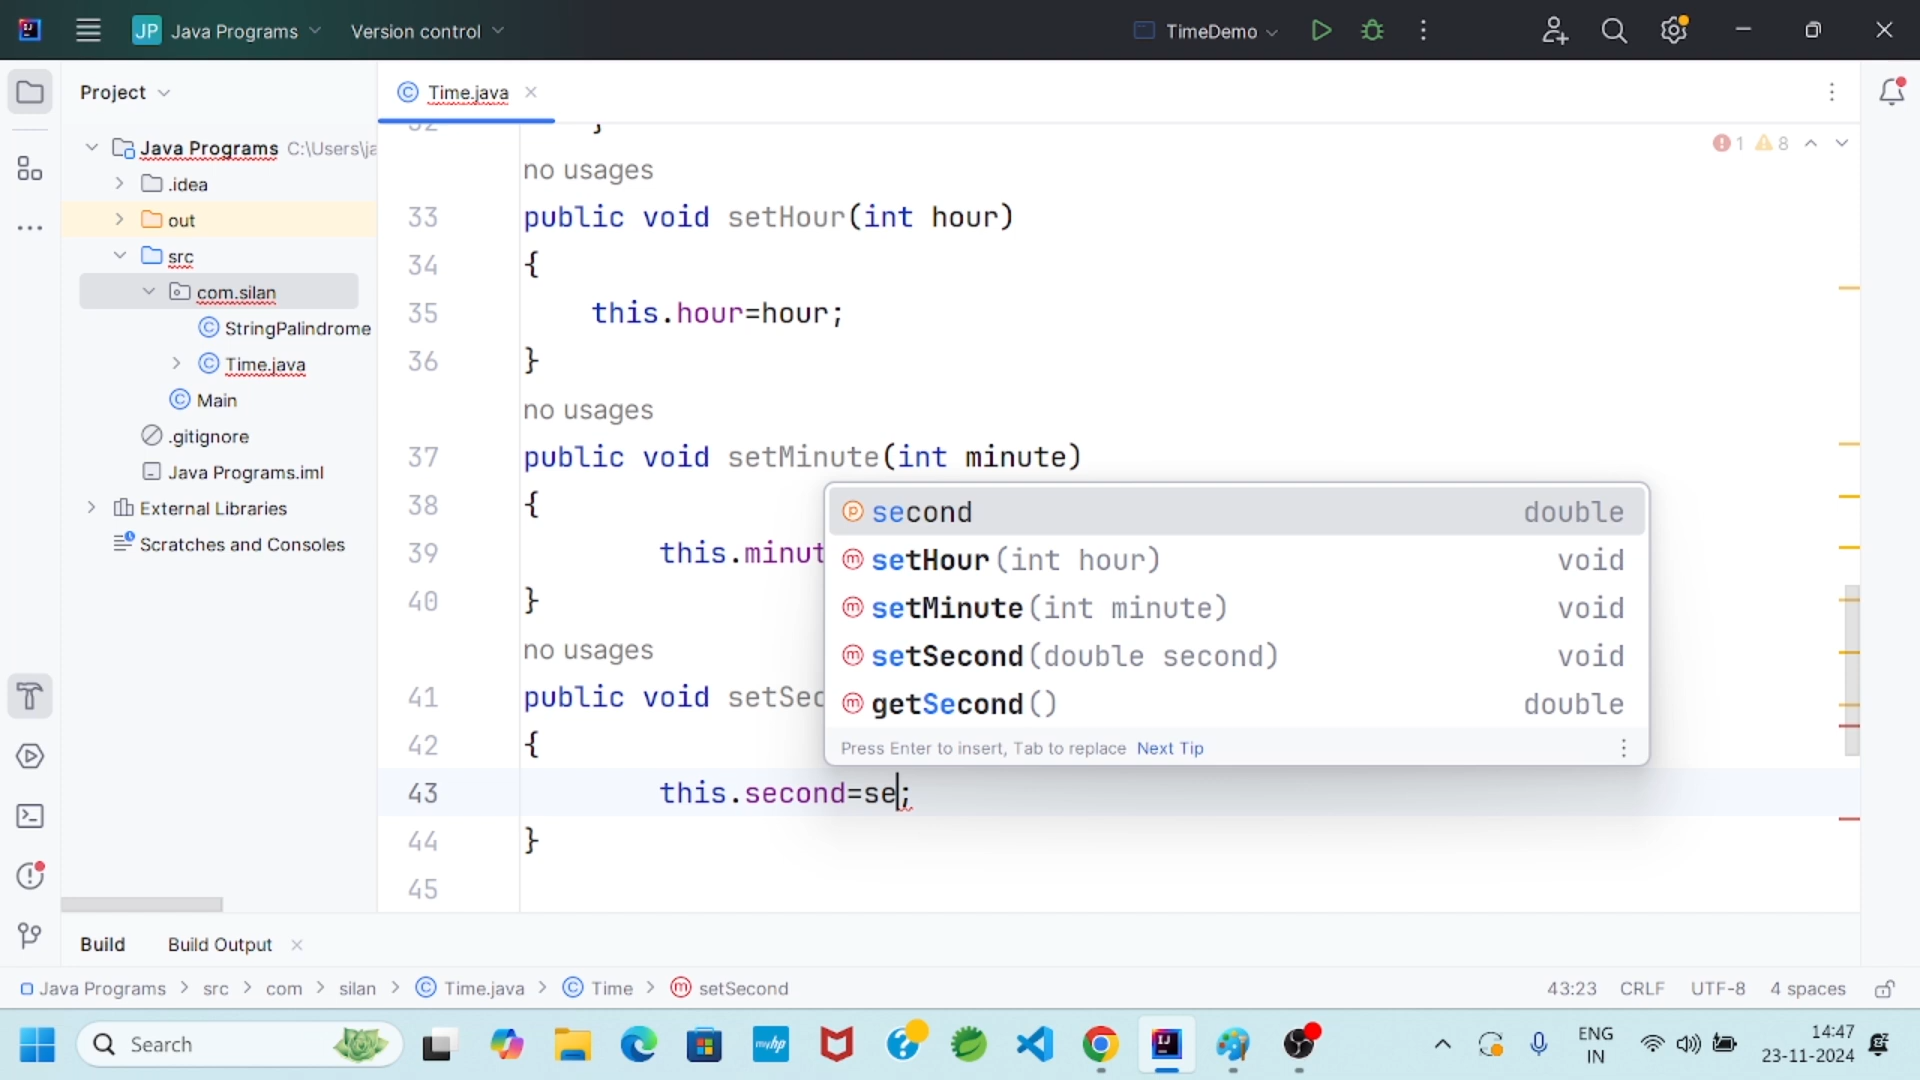 JP Java Programs Version control TimeDemo
Project Time.java
Java Programs C:\Users\ja
.idea
out
src
com.silan
StringPalindrome
Time.java
Main
.gitignore
Java Programs.iml
External Libraries
Scratches and Consoles
1 8
32 }
no usages
33 public void setHour(int hour)
34 {
35 this.hour=hour;
36 }
no usages
37 public void setMinute(int minute)
38 {
39 this.minut
40 }
no usages
41 public void setSec
42 {
43 this.second=se;
44 }
45
second double
setHour(int hour) void
setMinute(int minute) void
setSecond(double second) void
getSecond() double
Press Enter to insert, Tab to replace Next Tip
Build Build Output
Java Programs > src > com > silan > Time.java > Time > setSecond 43:23 CRLF UTF-8 4 spaces
Search
myhp
ENG
IN
14:47
23-11-2024